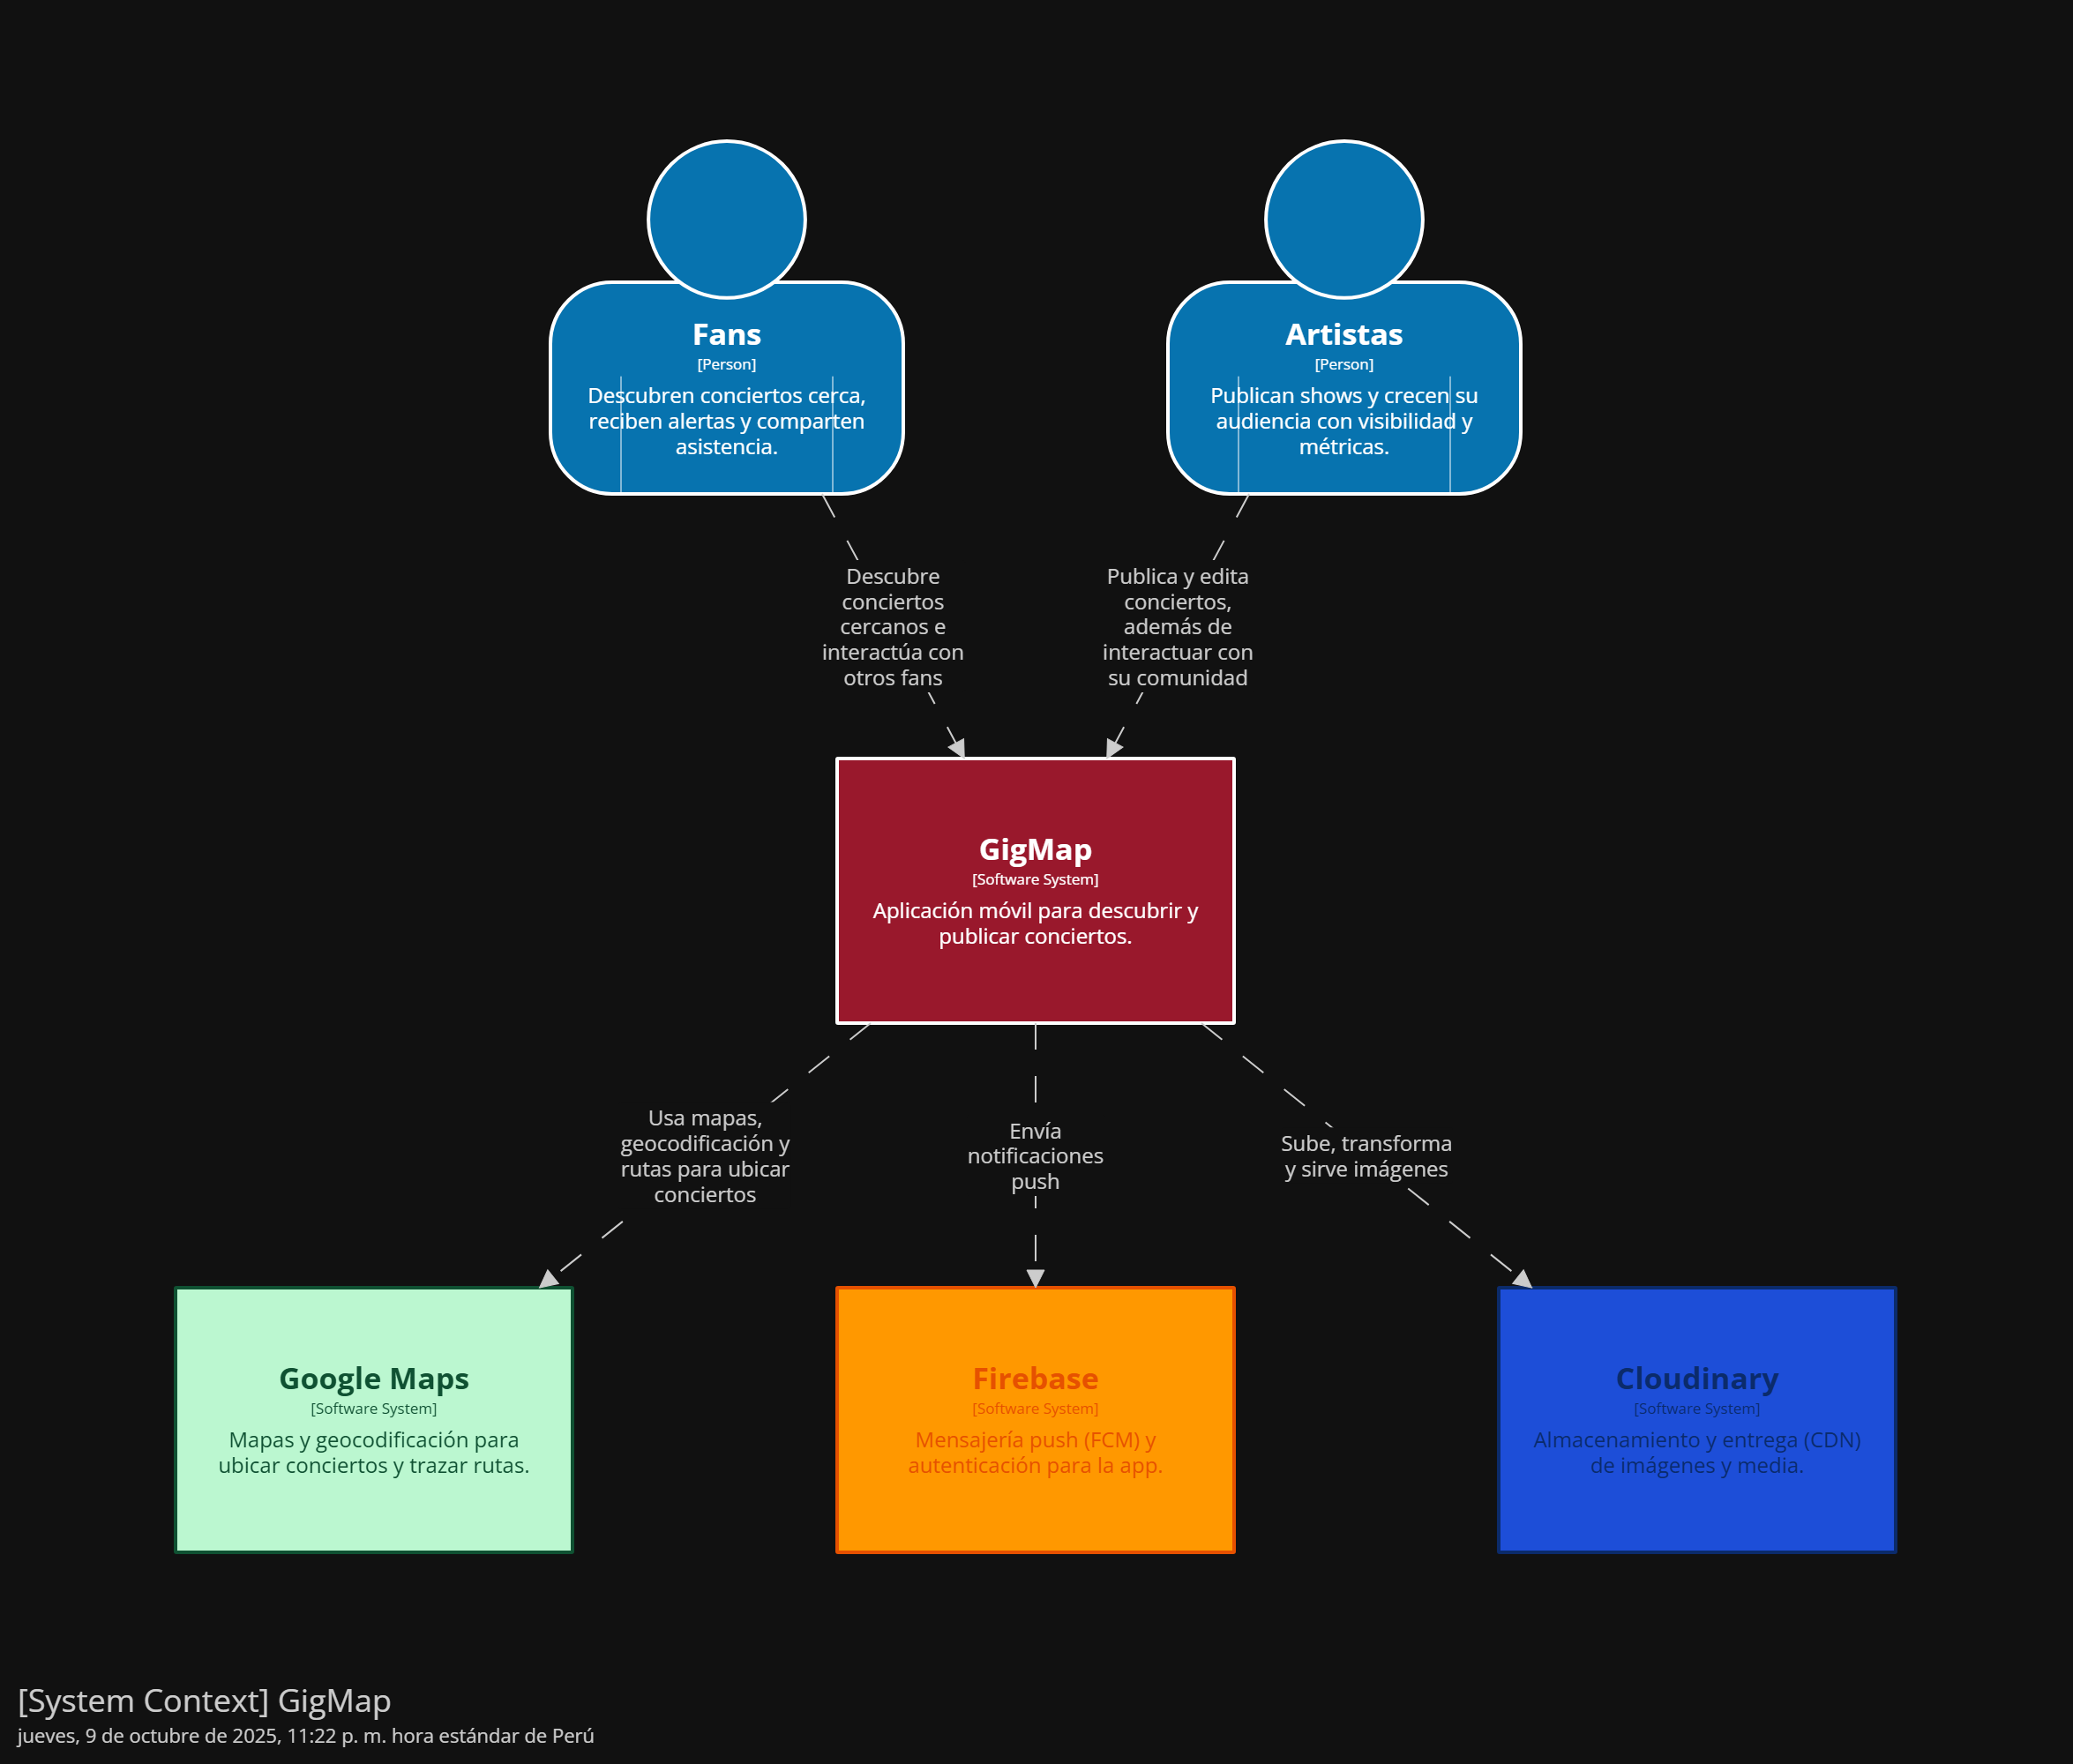 Fans
[Person]
Descubren conciertos cerca,
reciben alertas y comparten
asistencia.
Artistas
[Person]
Publican shows y crecen su
audiencia con visibilidad y
métricas.
Descubre
conciertos
cercanos e
interactúa con
otros fans
Publica y edita
conciertos,
además de
interactuar con
su comunidad
GigMap
[Software System]
Aplicación móvil para descubrir y
publicar conciertos.
Usa mapas,
geocodificación y
rutas para ubicar
conciertos
Envía
notificaciones
push
Sube, transforma
y sirve imágenes
Google Maps
[Software System]
Mapas y geocodificación para
ubicar conciertos y trazar rutas.
Firebase
[Software System]
Mensajería push (FCM) y
autenticación para la app.
Cloudinary
[Software System]
Almacenamiento y entrega (CDN)
de imágenes y media.
[System Context] GigMap
jueves, 9 de octubre de 2025, 11:22 p. m. hora estándar de Perú